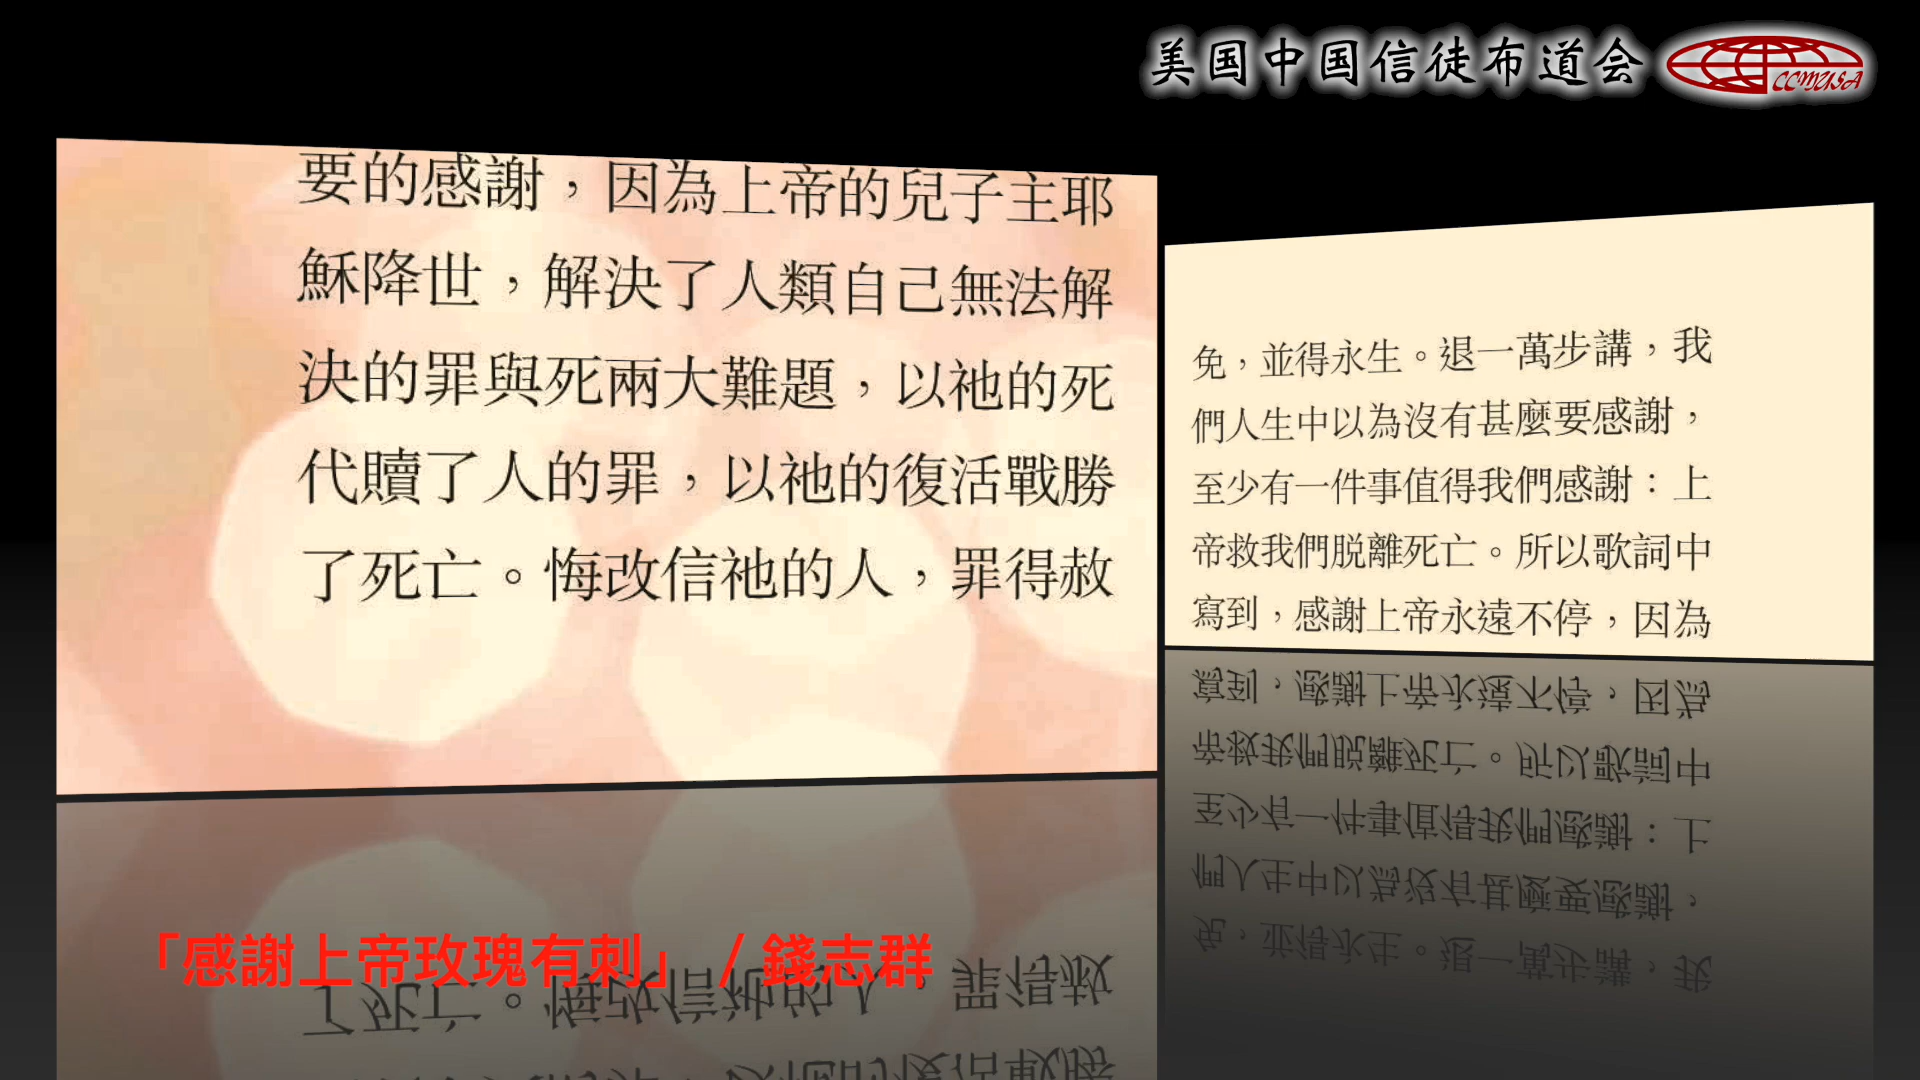 美国中国信徒布道会
CCMUSA
要的感謝，因為上帝的兒子主耶
穌降世，解決了人類自己無法解
決的罪與死兩大難題，以祂的死
代贖了人的罪，以祂的復活戰勝
了死亡。悔改信祂的人，罪得赦
免，並得永生。退一萬步講，我
們人生中以為沒有甚麼要感謝，
至少有一件事值得我們感謝：上
帝救我們脫離死亡。所以歌詞中
寫到，感謝上帝永遠不停，因為
「感謝上帝玫瑰有刺」 / 錢志群